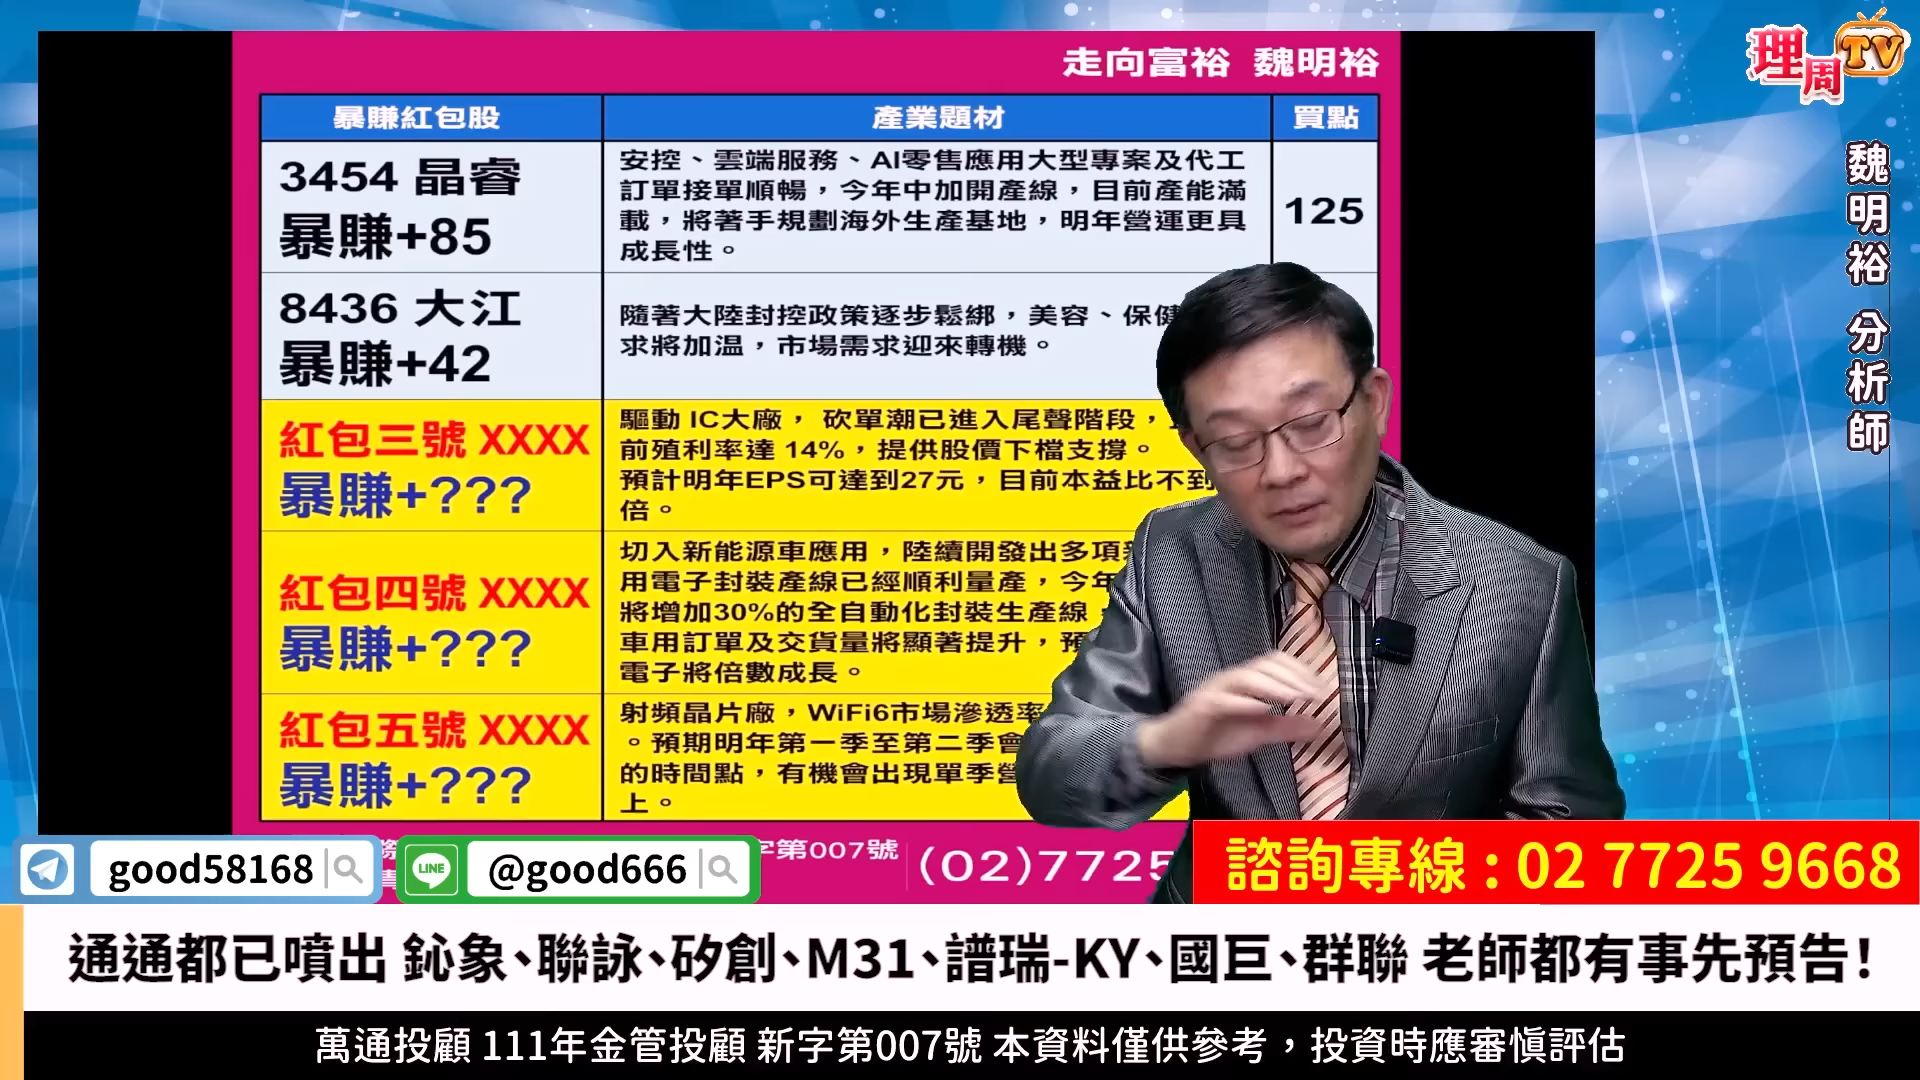 走向富裕 魏明裕
理周TV
魏明裕 分析師
暴賺紅包股 產業題材 買點
3454 晶睿
暴賺+85
安控、雲端服務、AI零售應用大型專案及代工
訂單接單順暢，今年中加開產線，目前產能滿
載，將著手規劃海外生產基地，明年營運更具
成長性。
125
8436 大江
暴賺+42
隨著大陸封控政策逐步鬆綁，美容、保健
求將加溫，市場需求迎來轉機。
紅包三號 XXXX
暴賺+???
驅動 IC大廠， 砍單潮已進入尾聲階段，
前殖利率達 14%，提供股價下檔支撐。
預計明年EPS可達到27元，目前本益比不到
倍。
紅包四號 XXXX
暴賺+???
切入新能源車應用，陸續開發出多項
用電子封裝產線已經順利量產，今年
將增加30%的全自動化封裝生產線，
車用訂單及交貨量將顯著提升，預
電子將倍數成長。
紅包五號 XXXX
暴賺+???
射頻晶片廠，WiFi6市場滲透率
。預期明年第一季至第二季會
的時間點，有機會出現單季營
上。
字第007號
(02)7725
good58168
LINE
@good666
諮詢專線：02 7725 9668
通通都已噴出 鈊象、聯詠、矽創、M31、譜瑞-KY、國巨、群聯 老師都有事先預告！
萬通投顧 111年金管投顧 新字第007號 本資料僅供參考，投資時應審慎評估